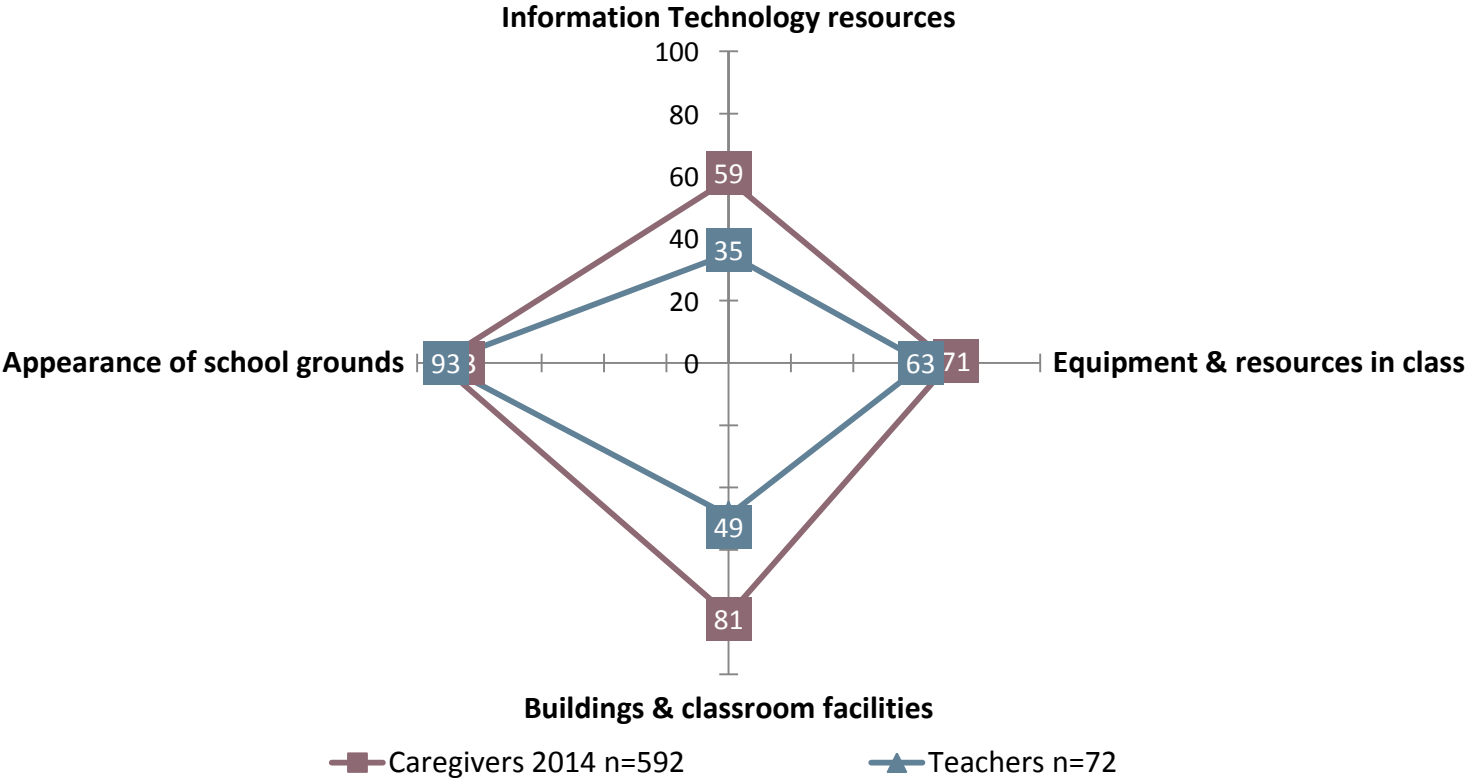 Information Technology resources
100
80
60
59
40
35
20
Appearance of school grounds
93
0
63
71
Equipment & resources in class
49
81
Buildings & classroom facilities
Caregivers 2014 n=592
Teachers n=72